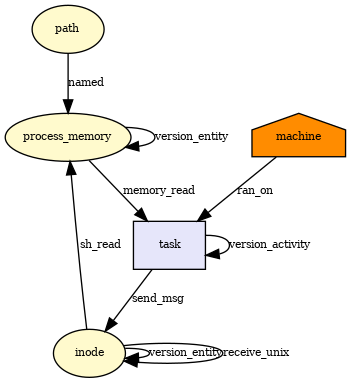 path
named
process_memory
version_entity
machine
memory_read
ran_on
sh_read
task
version_activity
send_msg
inode
version_entity
receive_unix